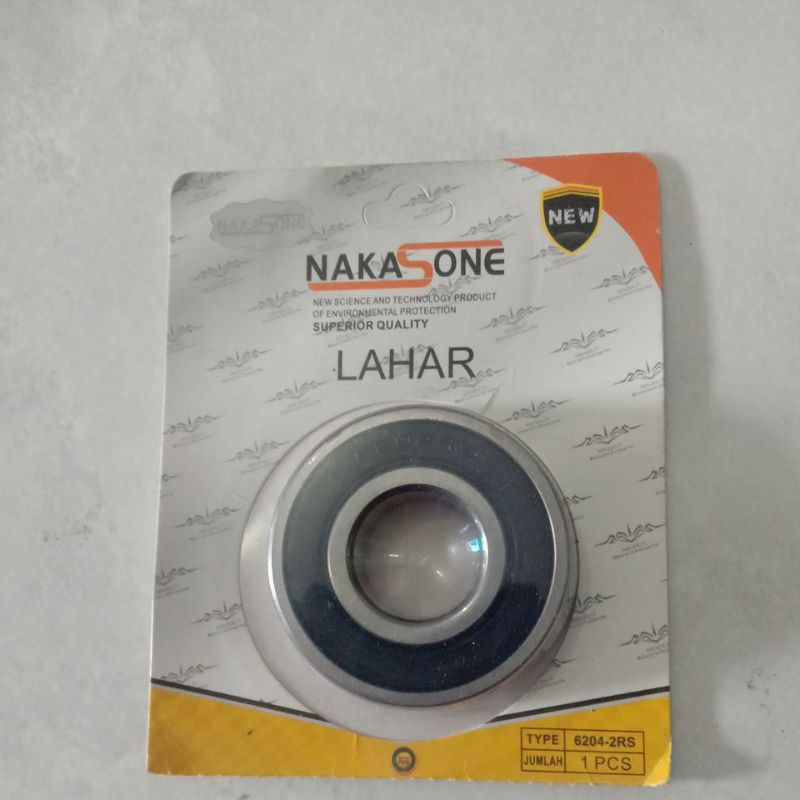 NAKASONE
NEW
NAKASONE
NEW SCIENCE AND TECHNOLOGY PRODUCT
OF ENVIRONMENTAL PROTECTION
SUPERIOR QUALITY
LAHAR
TYPE 6204-2RS
JUMLAH 1 PCS